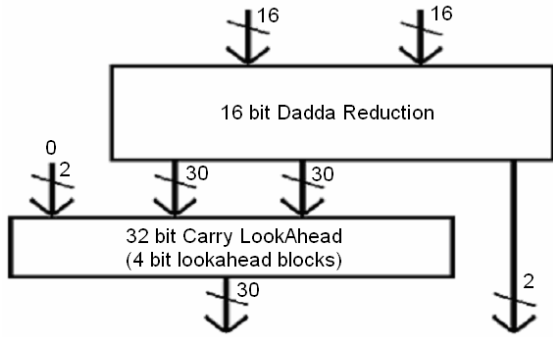 16 16
16 bit Dadda Reduction
0
2 30 30
32 bit Carry LookAhead
(4 bit lookahead blocks)
30 2